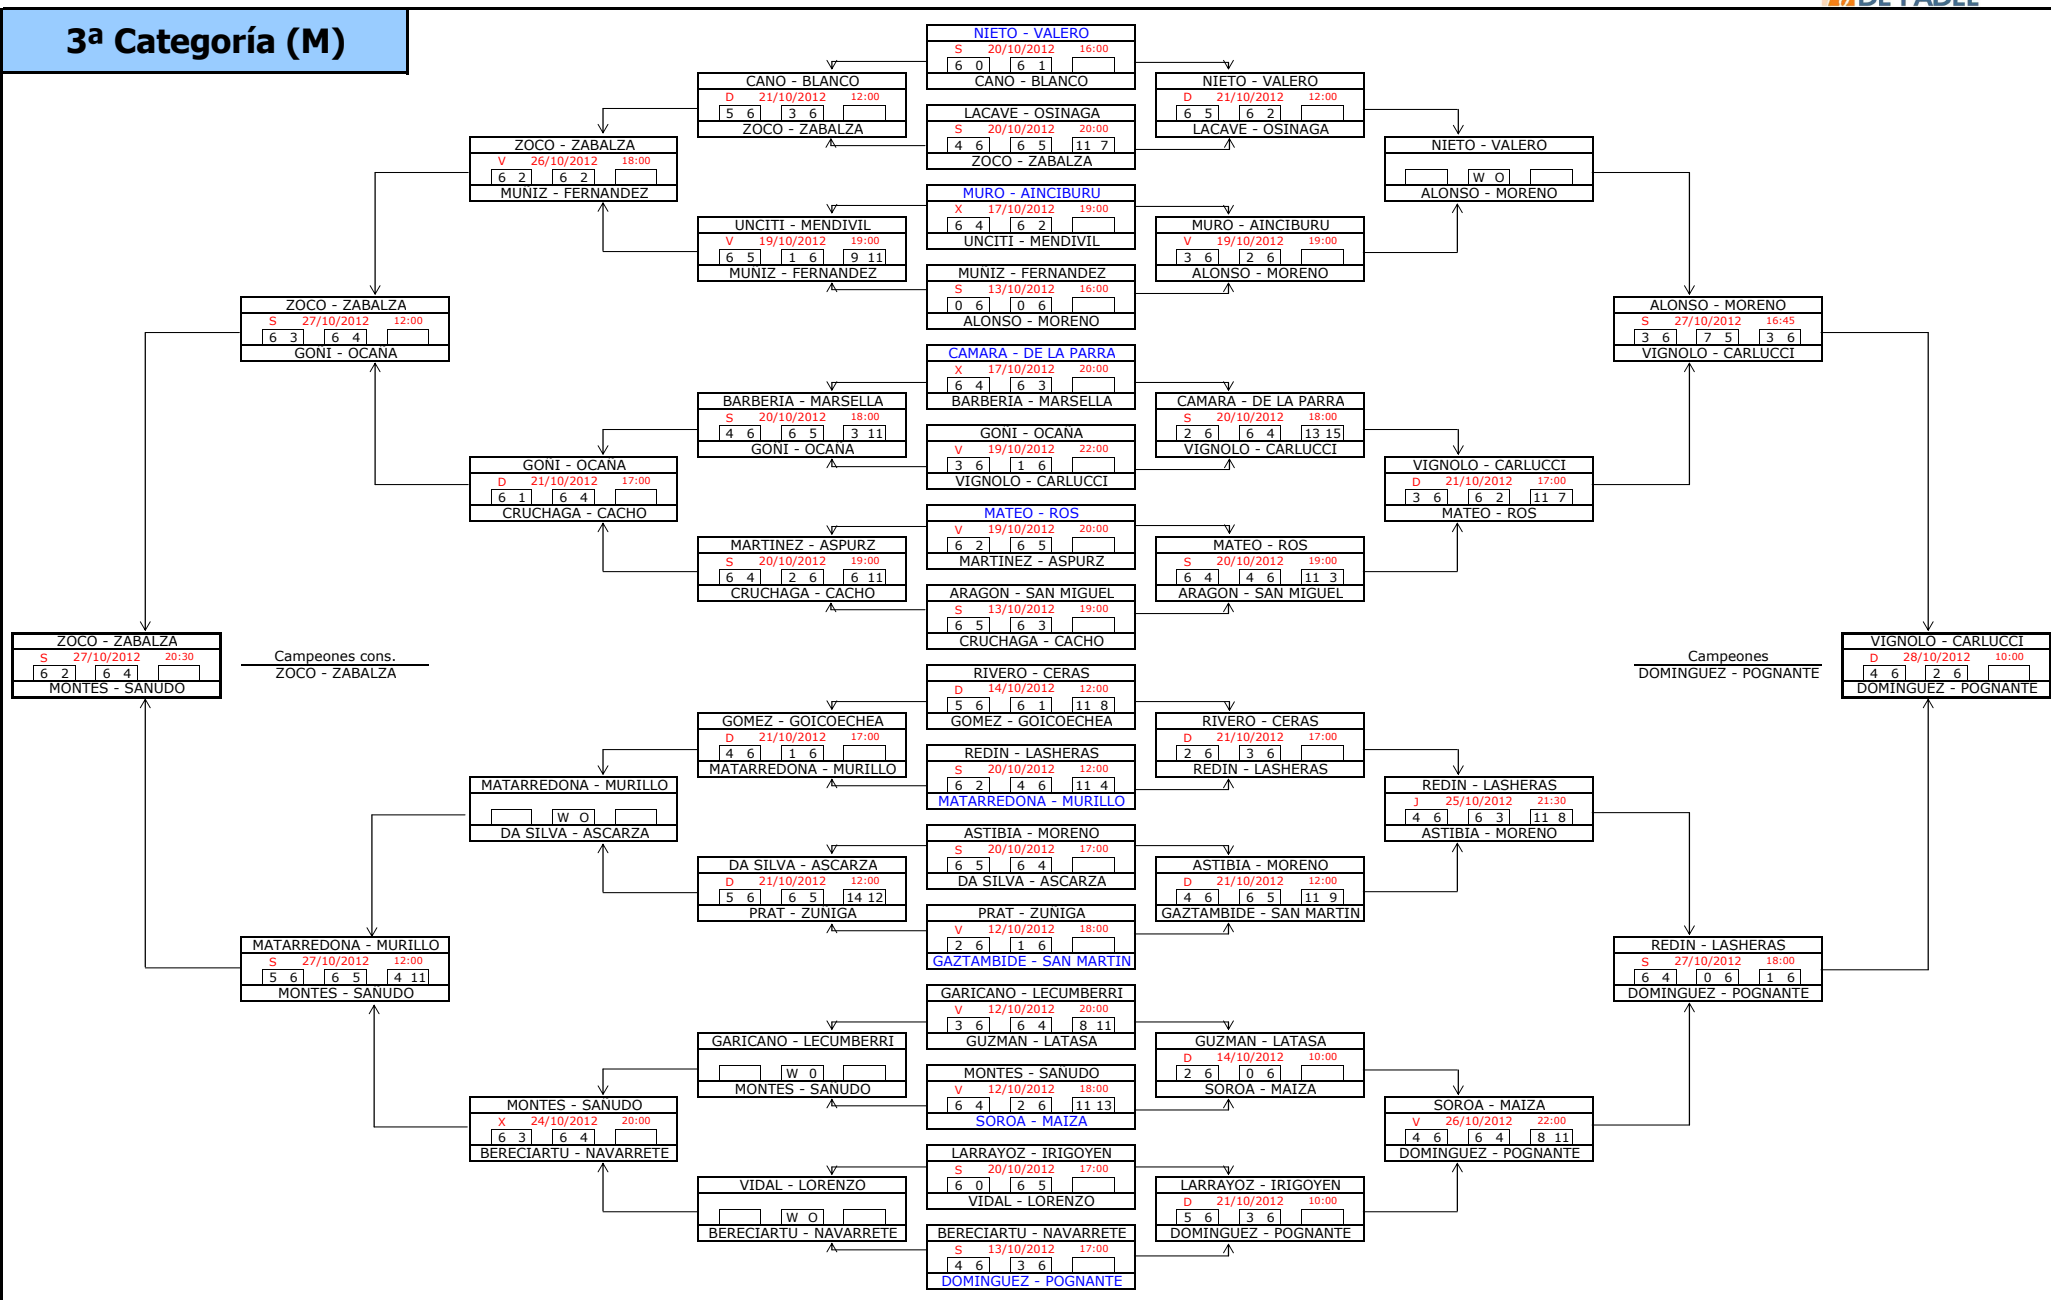 DE PADEL
3ª Categoría (M)
ZOCO - ZABALZA
S 27/10/2012 20:30
6 2 6 4
MONTES - SAÑUDO
Campeones cons.
ZOCO - ZABALZA
ZOCO - ZABALZA
S 27/10/2012 12:00
6 3 6 4
GOÑI - OCAÑA
MATARREDONA - MURILLO
S 27/10/2012 12:00
5 6 6 5 4 11
MONTES - SAÑUDO
ZOCO - ZABALZA
V 26/10/2012 18:00
6 2 6 2
MUÑIZ - FERNANDEZ
GOÑI - OCAÑA
D 21/10/2012 17:00
6 1 6 4
CRUCHAGA - CACHO
MATARREDONA - MURILLO
W O
DA SILVA - ASCARZA
MONTES - SAÑUDO
X 24/10/2012 20:00
6 3 6 4
BERECIARTU - NAVARRETE
CANO - BLANCO
D 21/10/2012 12:00
5 6 3 6
ZOCO - ZABALZA
UNCITI - MENDIVIL
V 19/10/2012 19:00
6 5 1 6 9 11
MUÑIZ - FERNANDEZ
BARBERIA - MARSELLA
S 20/10/2012 18:00
4 6 6 5 3 11
GOÑI - OCAÑA
MARTINEZ - ASPURZ
S 20/10/2012 19:00
6 4 2 6 6 11
CRUCHAGA - CACHO
GOMEZ - GOICOECHEA
D 21/10/2012 17:00
4 6 1 6
MATARREDONA - MURILLO
DA SILVA - ASCARZA
D 21/10/2012 12:00
5 6 6 5 14 12
PRAT - ZUÑIGA
GARICANO - LECUMBERRI
W 0
MONTES - SAÑUDO
VIDAL - LORENZO
W O
BERECIARTU - NAVARRETE
NIETO - VALERO
S 20/10/2012 16:00
6 0 6 1
CANO - BLANCO
LACAVE - OSINAGA
S 20/10/2012 20:00
4 6 6 5 11 7
ZOCO - ZABALZA
MURO - AINCIBURU
X 17/10/2012 19:00
6 4 6 2
UNCITI - MENDIVIL
MUÑIZ - FERNANDEZ
S 13/10/2012 16:00
0 6 0 6
ALONSO - MORENO
CAMARA - DE LA PARRA
X 17/10/2012 20:00
6 4 6 3
BARBERIA - MARSELLA
GOÑI - OCAÑA
V 19/10/2012 22:00
3 6 1 6
VIGNOLO - CARLUCCI
MATEO - ROS
V 19/10/2012 20:00
6 2 6 5
MARTINEZ - ASPURZ
ARAGON - SAN MIGUEL
S 13/10/2012 19:00
6 5 6 3
CRUCHAGA - CACHO
RIVERO - CERAS
D 14/10/2012 12:00
5 6 6 1 11 8
GOMEZ - GOICOECHEA
REDIN - LASHERAS
S 20/10/2012 12:00
6 2 4 6 11 4
MATARREDONA - MURILLO
ASTIBIA - MORENO
S 20/10/2012 17:00
6 5 6 4
DA SILVA - ASCARZA
PRAT - ZUÑIGA
V 12/10/2012 18:00
2 6 1 6
GAZTAMBIDE - SAN MARTIN
GARICANO - LECUMBERRI
V 12/10/2012 20:00
3 6 6 4 8 11
GUZMAN - LATASA
MONTES - SAÑUDO
V 12/10/2012 18:00
6 4 2 6 11 13
SOROA - MAIZA
LARRAYOZ - IRIGOYEN
S 20/10/2012 17:00
6 0 6 5
VIDAL - LORENZO
BERECIARTU - NAVARRETE
S 13/10/2012 17:00
4 6 3 6
DOMINGUEZ - POGNANTE
NIETO - VALERO
D 21/10/2012 12:00
6 5 6 2
LACAVE - OSINAGA
MURO - AINCIBURU
V 19/10/2012 19:00
3 6 2 6
ALONSO - MORENO
CAMARA - DE LA PARRA
S 20/10/2012 18:00
2 6 6 4 13 15
VIGNOLO - CARLUCCI
MATEO - ROS
S 20/10/2012 19:00
6 4 4 6 11 3
ARAGON - SAN MIGUEL
RIVERO - CERAS
D 21/10/2012 17:00
2 6 3 6
REDIN - LASHERAS
ASTIBIA - MORENO
D 21/10/2012 12:00
4 6 6 5 11 9
GAZTAMBIDE - SAN MARTIN
GUZMAN - LATASA
D 14/10/2012 10:00
2 6 0 6
SOROA - MAIZA
LARRAYOZ - IRIGOYEN
D 21/10/2012 10:00
5 6 3 6
DOMINGUEZ - POGNANTE
NIETO - VALERO
W O
ALONSO - MORENO
VIGNOLO - CARLUCCI
D 21/10/2012 17:00
3 6 6 2 11 7
MATEO - ROS
REDIN - LASHERAS
J 25/10/2012 21:30
4 6 6 3 11 8
ASTIBIA - MORENO
SOROA - MAIZA
V 26/10/2012 22:00
4 6 6 4 8 11
DOMINGUEZ - POGNANTE
ALONSO - MORENO
S 27/10/2012 16:45
3 6 7 5 3 6
VIGNOLO - CARLUCCI
REDIN - LASHERAS
S 27/10/2012 18:00
6 4 0 6 1 6
DOMINGUEZ - POGNANTE
Campeones
DOMINGUEZ - POGNANTE
VIGNOLO - CARLUCCI
D 28/10/2012 10:00
4 6 2 6
DOMINGUEZ - POGNANTE